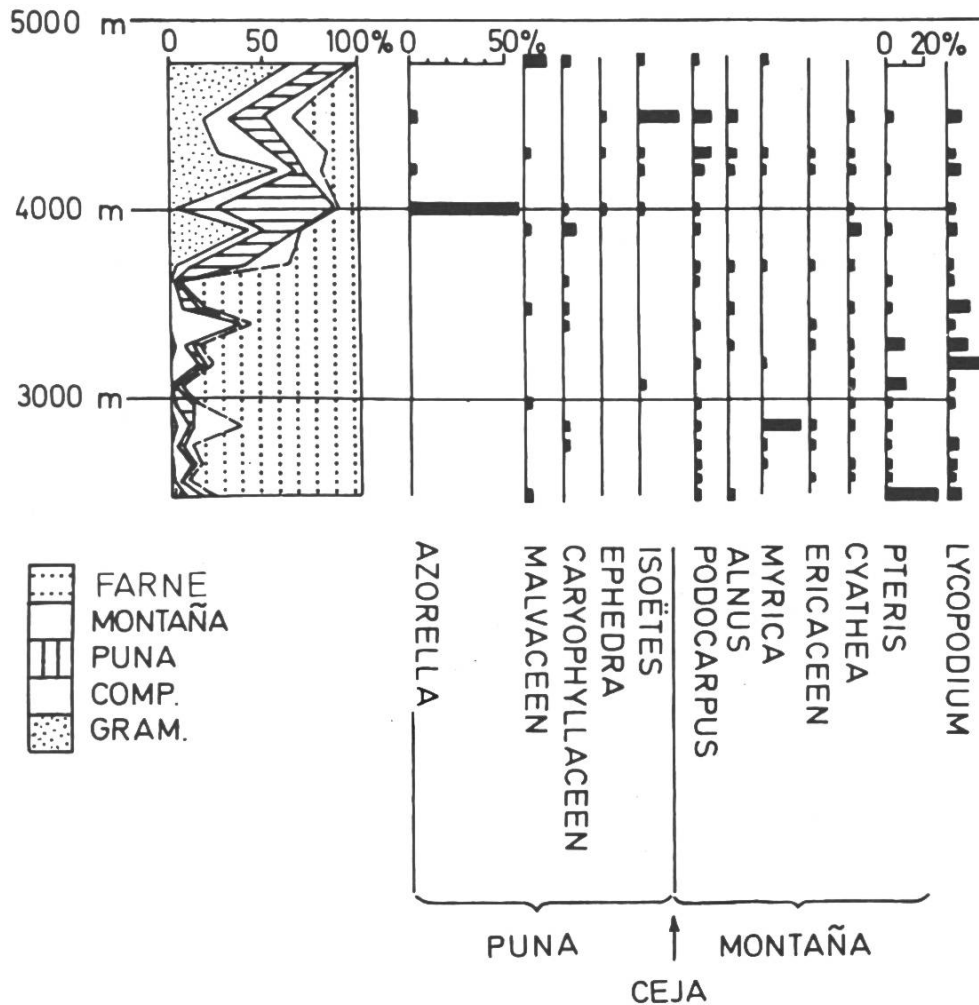 5000 m
0 50 100% 0 50% 0 20%
4000 m
3000 m
FARNE
MONTAÑA
PUNA
COMP.
GRAM.
AZORELLA
MALVACEEN
CARYOPHYLLACEEN
EPHEDRA
ISOËTES
PODOCARPUS
ALNUS
MYRICA
ERICACEEN
CYATHEA
PTERIS
LYCOPODIUM
PUNA
MONTAÑA
CEJA